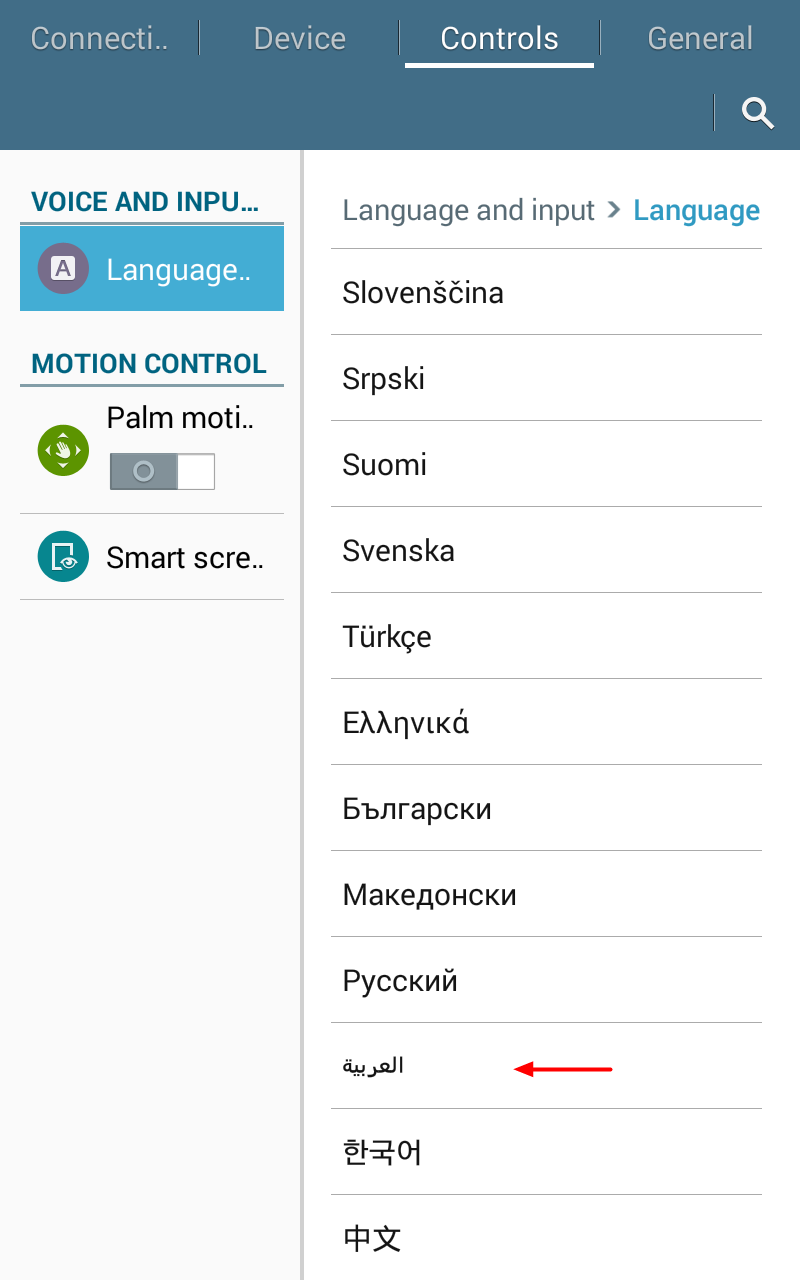 Connecti..
Device
Controls
General
VOICE AND INPU...
A Language..
MOTION CONTROL
Palm moti..
Smart scre..
Language and input > Language
Slovenščina
Srpski
Suomi
Svenska
Türkçe
Ελληνικά
Български
Македонски
Русский
العربية
한국어
中文